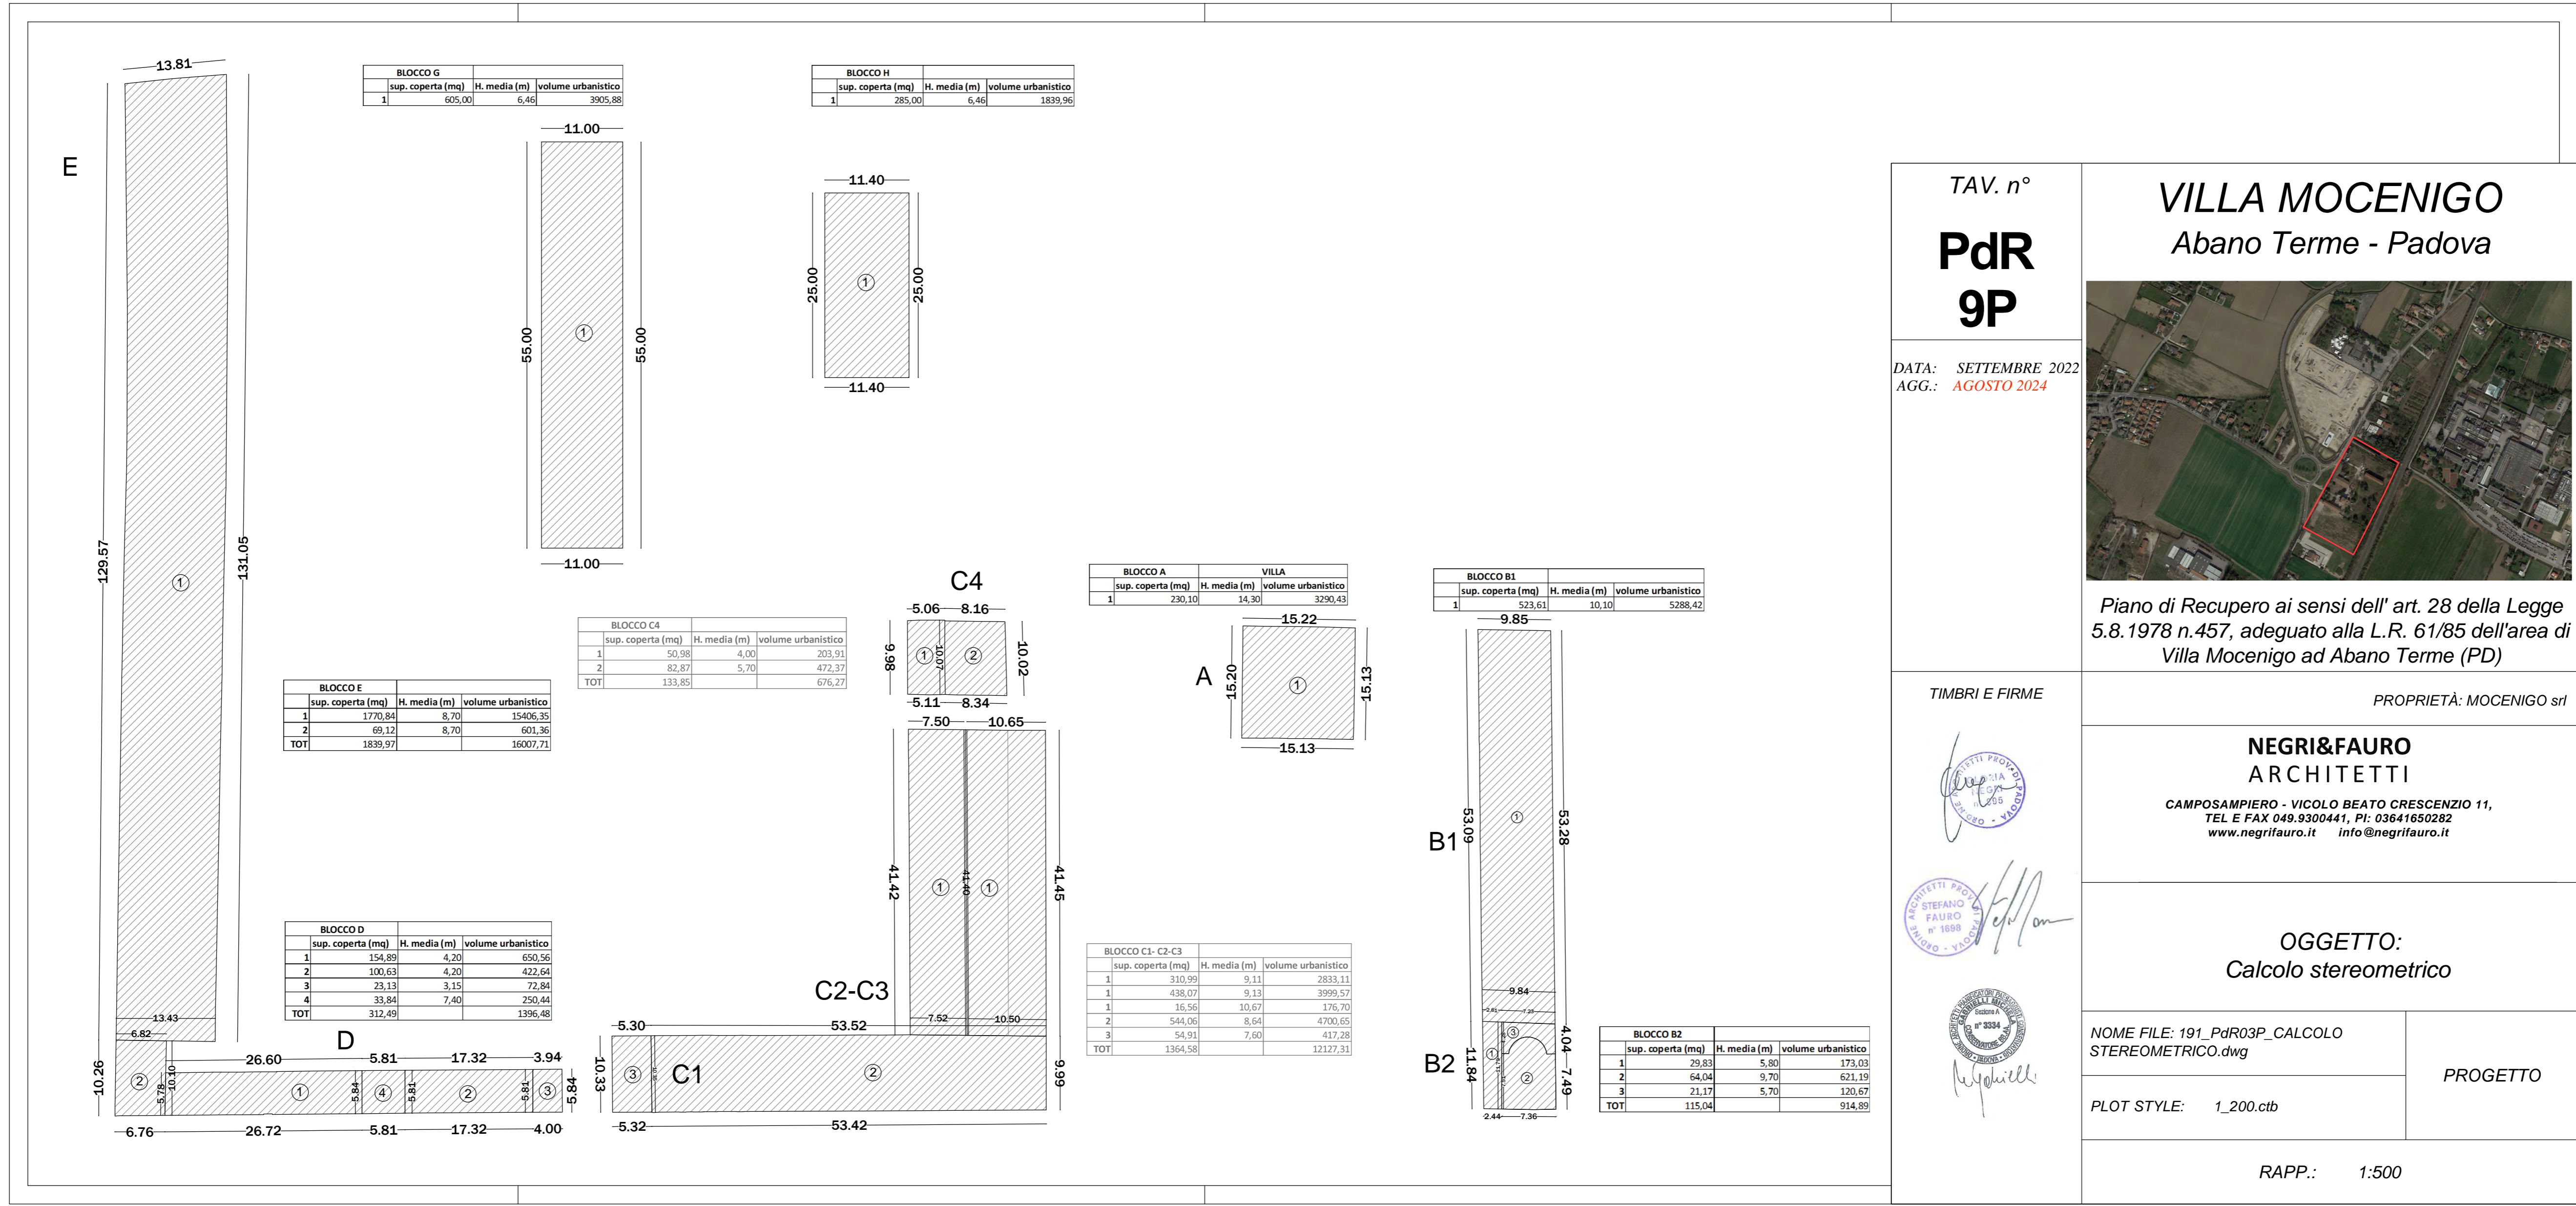 E
13.81
129.57
131.05
BLOCCO G
sup. coperta (mq) H. media (m) volume urbanistico
1 605,00 6,46 3905,88
11.00
55.00
55.00
1
11.00
BLOCCO H
sup. coperta (mq) H. media (m) volume urbanistico
1 285,00 6,46 1839,96
11.40
25.00
25.00
1
11.40
1
BLOCCO E
sup. coperta (mq) H. media (m) volume urbanistico
1 1770,84 8,70 15406,35
2 69,12 8,70 601,36
TOT 1839,97 16007,71
BLOCCO D
sup. coperta (mq) H. media (m) volume urbanistico
1 154,89 4,20 650,56
2 100,63 4,20 422,64
3 23,13 3,15 72,84
4 33,84 7,40 250,44
TOT 312,49 1396,48
13.43
6.82
D
26.60 5.81 17.32 3.94
10.26
2
5.78
10.10
1
5.84
4
5.81
2
5.81
3
5.84
6.76 26.72 5.81 17.32 4.00
BLOCCO C4
sup. coperta (mq) H. media (m) volume urbanistico
1 50,98 4,00 203,91
2 82,87 5,70 472,37
TOT 133,85 676,27
C4
5.06 8.16
9.98
1
10.07
2
10.02
5.11 8.34
7.50 10.65
41.42
1
41.40
1
41.45
C2-C3
7.52 10.50
5.30 53.52
10.33
3
C1
2
9.99
5.32 53.42
BLOCCO A VILLA
sup. coperta (mq) H. media (m) volume urbanistico
1 230,10 14,30 3290,43
15.22
A
15.20
1
15.13
15.13
BLOCCO C1- C2-C3
sup. coperta (mq) H. media (m) volume urbanistico
1 310,99 9,11 2833,11
1 438,07 9,13 3999,57
1 16,56 10,67 176,70
2 544,06 8,64 4700,65
3 54,91 7,60 417,28
TOT 1364,58 12127,31
BLOCCO B1
sup. coperta (mq) H. media (m) volume urbanistico
1 523,61 10,10 5288,42
9.85
B1
53.09
1
53.28
9.84
2.61 7.23
B2
11.84
1
3
2
4.04
7.49
2.44 7.36
BLOCCO B2
sup. coperta (mq) H. media (m) volume urbanistico
1 29,83 5,80 173,03
2 64,04 9,70 621,19
3 21,17 5,70 120,67
TOT 115,04 914,89
TAV. n°
PdR
9P
DATA: SETTEMBRE 2022
AGG.: AGOSTO 2024
VILLA MOCENIGO
Abano Terme - Padova
Piano di Recupero ai sensi dell' art. 28 della Legge
5.8.1978 n.457, adeguato alla L.R. 61/85 dell'area di
Villa Mocenigo ad Abano Terme (PD)
TIMBRI E FIRME
PROPRIETÀ: MOCENIGO srl
NEGRI&FAURO
ARCHITETTI
CAMPOSAMPIERO - VICOLO BEATO CRESCENZIO 11,
TEL E FAX 049.9300441, PI: 03641650282
www.negrifauro.it info@negrifauro.it
STEFANO
FAURO
n° 1698
OGGETTO:
Calcolo stereometrico
Sezione A
n° 3334
NOME FILE: 191_PdR03P_CALCOLO
STEREOMETRICO.dwg
PROGETTO
PLOT STYLE: 1_200.ctb
RAPP.: 1:500